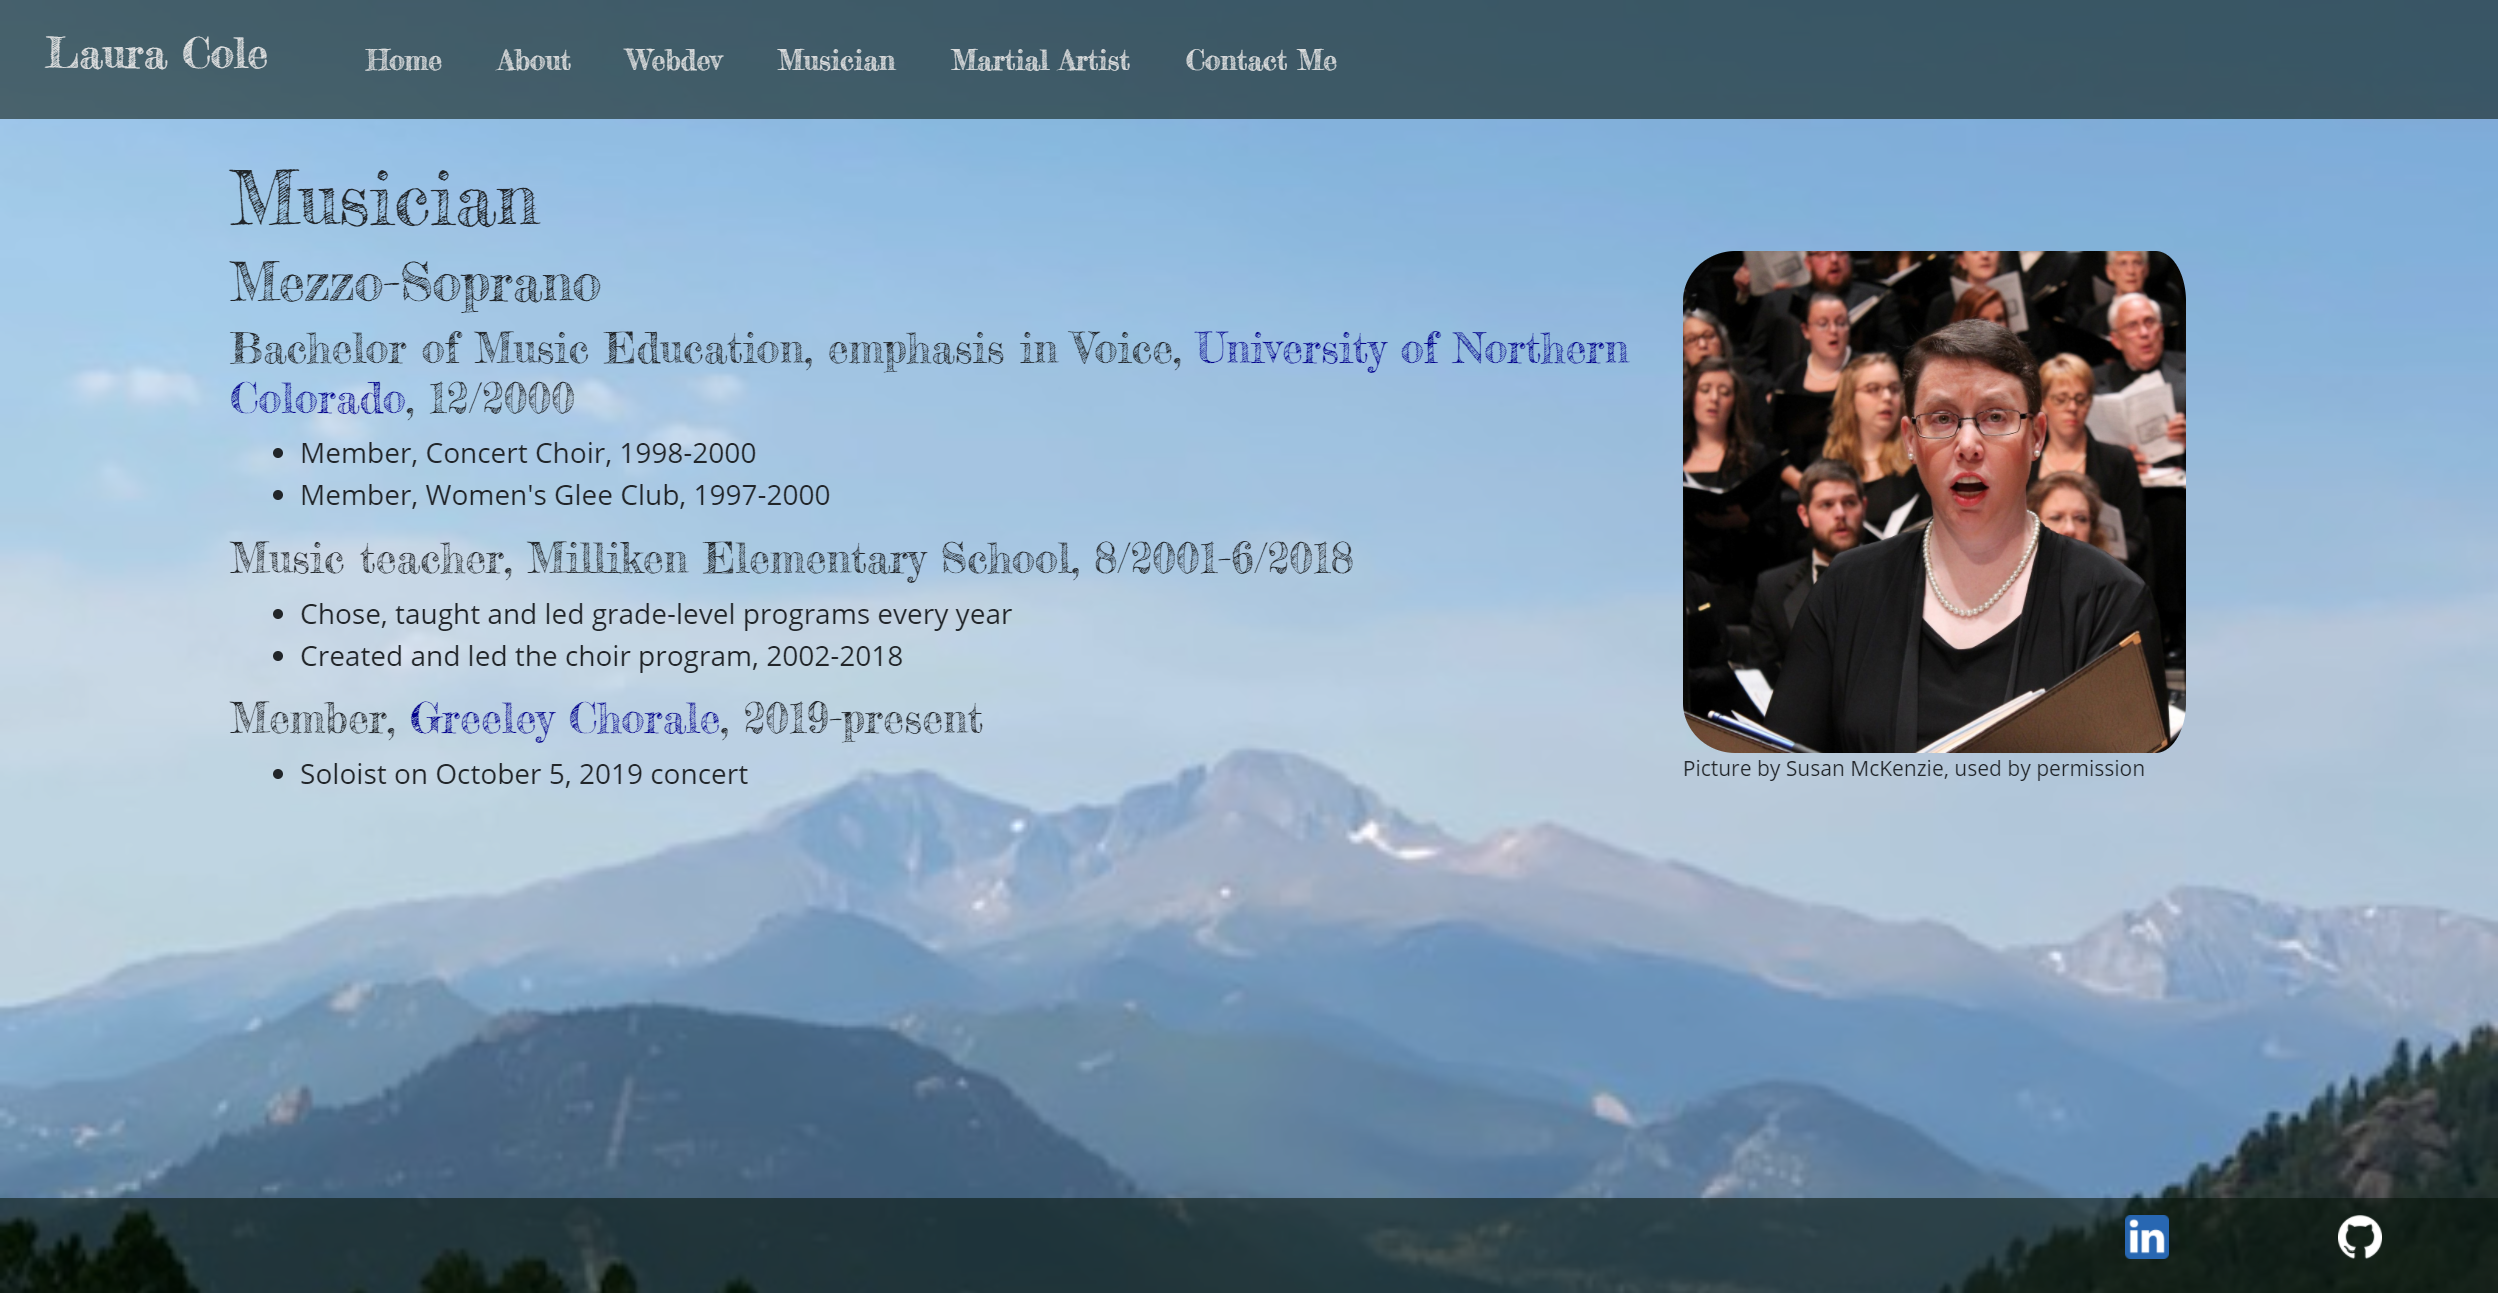 Laura Cole
Home About Webdev Musician Martial Artist Contact Me
Musician
Mezzo-Soprano
Bachelor of Music Education, emphasis in Voice, University of Northern
Colorado, 12/2000
Member, Concert Choir, 1998-2000
Member, Women's Glee Club, 1997-2000
Music teacher, Milliken Elementary School, 8/2001-6/2018
Chose, taught and led grade-level programs every year
Created and led the choir program, 2002-2018
Member, Greeley Chorale, 2019-present
Soloist on October 5, 2019 concert
Picture by Susan McKenzie, used by permission
in